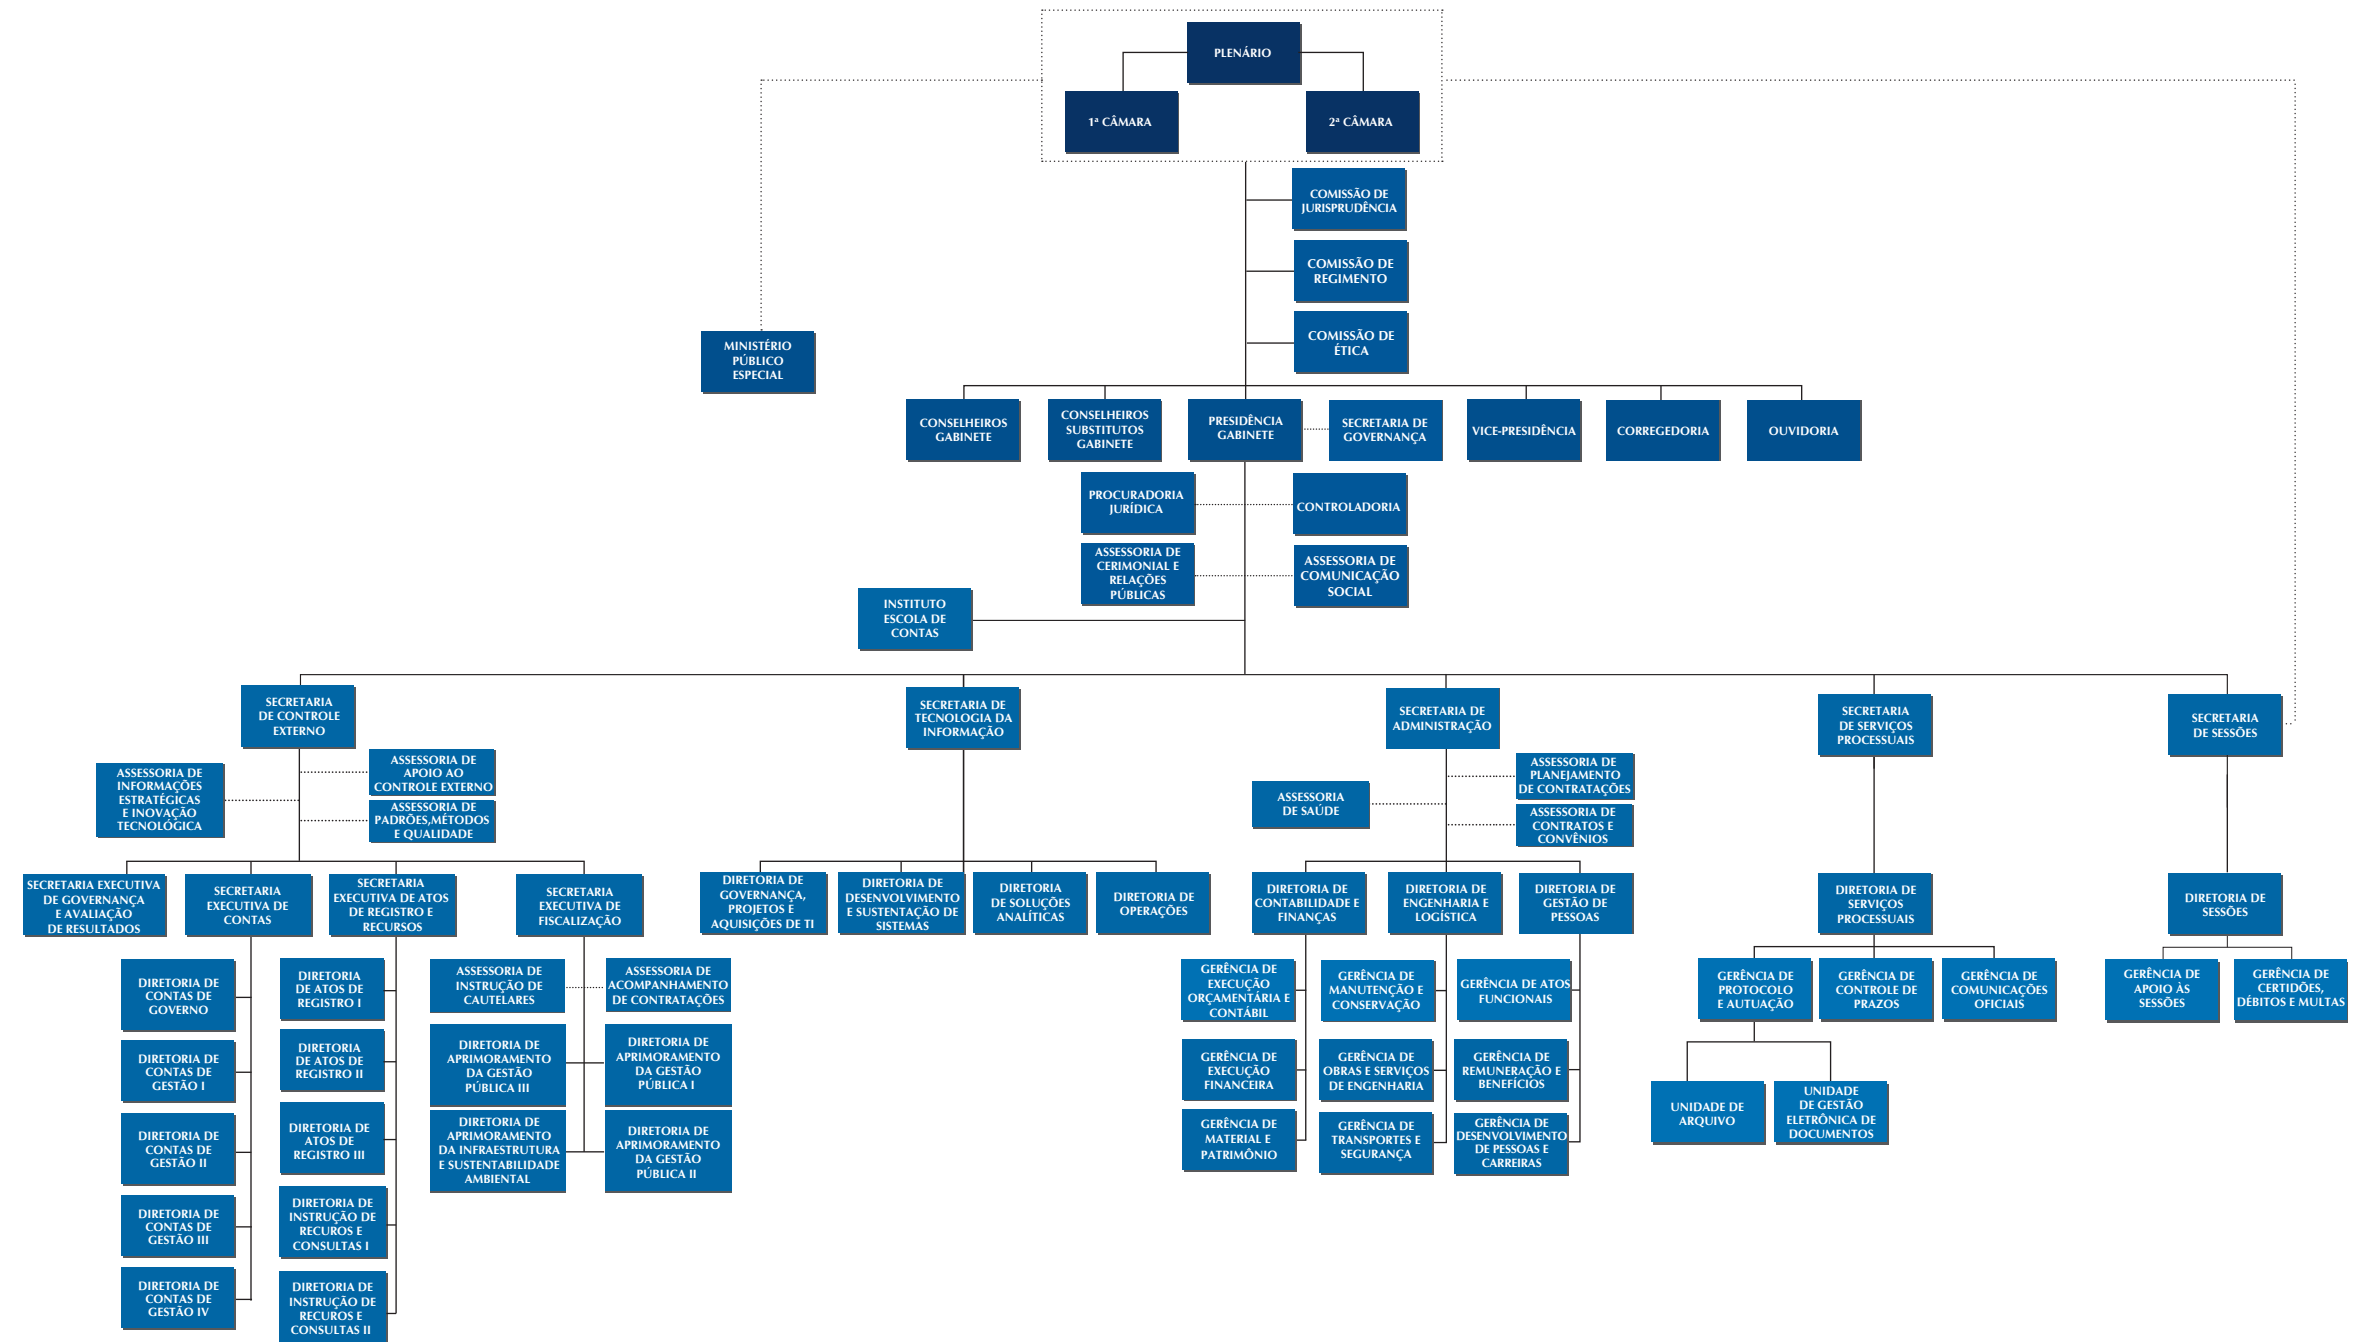 PLENÁRIO
1ª CÂMARA
2ª CÂMARA
COMISSÃO DE
JURISPRUDÊNCIA
COMISSÃO DE
REGIMENTO
COMISSÃO DE
ÉTICA
MINISTÉRIO
PÚBLICO
ESPECIAL
CONSELHEIROS
GABINETE
CONSELHEIROS
SUBSTITUTOS
GABINETE
PRESIDÊNCIA
GABINETE
SECRETARIA DE
GOVERNANÇA
VICE-PRESIDÊNCIA
CORREGEDORIA
OUVIDORIA
PROCURADORIA
JURÍDICA
CONTROLADORIA
ASSESSORIA DE
CERIMONIAL E
RELAÇÕES
PÚBLICAS
ASSESSORIA DE
COMUNICAÇÃO
SOCIAL
INSTITUTO
ESCOLA DE
CONTAS
SECRETARIA
DE CONTROLE
EXTERNO
SECRETARIA DE
TECNOLOGIA DA
INFORMAÇÃO
SECRETARIA DE
ADMINISTRAÇÃO
SECRETARIA
DE SERVIÇOS
PROCESSUAIS
SECRETARIA
DE SESSÕES
ASSESSORIA DE
INFORMAÇÕES
ESTRATÉGICAS
E INOVAÇÃO
TECNOLÓGICA
ASSESSORIA DE
APOIO AO
CONTROLE EXTERNO
ASSESSORIA DE
PADRÕES,MÉTODOS
E QUALIDADE
ASSESSORIA
DE SAÚDE
ASSESSORIA DE
PLANEJAMENTO
DE CONTRATAÇÕES
ASSESSORIA DE
CONTRATOS E
CONVÊNIOS
SECRETARIA EXECUTIVA
DE GOVERNANÇA
E AVALIAÇÃO
DE RESULTADOS
SECRETARIA
EXECUTIVA DE
CONTAS
SECRETARIA
EXECUTIVA DE ATOS
DE REGISTRO E
RECURSOS
SECRETARIA
EXECUTIVA DE
FISCALIZAÇÃO
DIRETORIA DE
GOVERNANÇA,
PROJETOS E
AQUISIÇÕES DE TI
DIRETORIA DE
DESENVOLVIMENTO
E SUSTENTAÇÃO DE
SISTEMAS
DIRETORIA
DE SOLUÇÕES
ANALÍTICAS
DIRETORIA DE
OPERAÇÕES
DIRETORIA DE
CONTABILIDADE E
FINANÇAS
DIRETORIA DE
ENGENHARIA E
LOGÍSTICA
DIRETORIA DE
GESTÃO DE
PESSOAS
DIRETORIA DE
SERVIÇOS
PROCESSUAIS
DIRETORIA DE
SESSÕES
DIRETORIA DE
CONTAS DE
GOVERNO
DIRETORIA
DE ATOS DE
REGISTRO I
ASSESSORIA DE
INSTRUÇÃO DE
CAUTELARES
ASSESSORIA DE
ACOMPANHAMENTO
DE CONTRATAÇÕES
GERÊNCIA DE
EXECUÇÃO
ORÇAMENTÁRIA E
CONTÁBIL
GERÊNCIA DE
MANUTENÇÃO E
CONSERVAÇÃO
GERÊNCIA DE ATOS
FUNCIONAIS
GERÊNCIA DE
PROTOCOLO
E AUTUAÇÃO
GERÊNCIA DE
CONTROLE DE
PRAZOS
GERÊNCIA DE
COMUNICAÇÕES
OFICIAIS
GERÊNCIA DE
APOIO ÀS
SESSÕES
GERÊNCIA DE
CERTIDÕES,
DÉBITOS E MULTAS
DIRETORIA DE
CONTAS DE
GESTÃO I
DIRETORIA
DE ATOS DE
REGISTRO II
DIRETORIA DE
APRIMORAMENTO
DA GESTÃO
PÚBLICA III
DIRETORIA DE
APRIMORAMENTO
DA GESTÃO
PÚBLICA I
GERÊNCIA DE
EXECUÇÃO
FINANCEIRA
GERÊNCIA DE
OBRAS E SERVIÇOS
DE ENGENHARIA
GERÊNCIA DE
REMUNERAÇÃO E
BENEFÍCIOS
UNIDADE DE
ARQUIVO
UNIDADE
DE GESTÃO
ELETRÔNICA DE
DOCUMENTOS
DIRETORIA DE
CONTAS DE
GESTÃO II
DIRETORIA DE
ATOS DE
REGISTRO III
DIRETORIA DE
APRIMORAMENTO
DA INFRAESTRUTURA
E SUSTENTABILIDADE
AMBIENTAL
DIRETORIA DE
APRIMORAMENTO
DA GESTÃO
PÚBLICA II
GERÊNCIA DE
MATERIAL E
PATRIMÔNIO
GERÊNCIA DE
TRANSPORTES E
SEGURANÇA
GERÊNCIA DE
DESENVOLVIMENTO
DE PESSOAS E
CARREIRAS
DIRETORIA DE
CONTAS DE
GESTÃO III
DIRETORIA DE
INSTRUÇÃO DE
RECUROS E
CONSULTAS I
DIRETORIA DE
CONTAS DE
GESTÃO IV
DIRETORIA DE
INSTRUÇÃO DE
RECUROS E
CONSULTAS II